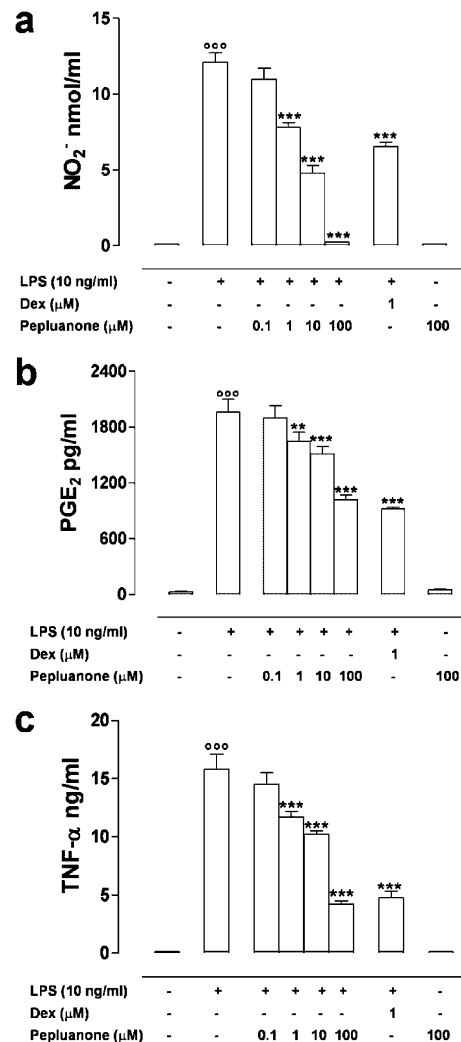 a
NO₂⁻ nmol/ml
15
10
5
0
°°°
***
***
***
***
LPS (10 ng/ml) - + + + + + + -
Dex (μM) - - - - - - 1 -
Pepluanone (μM) - - 0.1 1 10 100 - 100
b
PGE₂ pg/ml
2400
1800
1200
600
0
°°°
**
***
***
***
LPS (10 ng/ml) - + + + + + + -
Dex (μM) - - - - - - 1 -
Pepluanone (μM) - - 0.1 1 10 100 - 100
c
TNF-α ng/ml
20
15
10
5
0
°°°
***
***
***
***
LPS (10 ng/ml) - + + + + + + -
Dex (μM) - - - - - - 1 -
Pepluanone (μM) - - 0.1 1 10 100 - 100